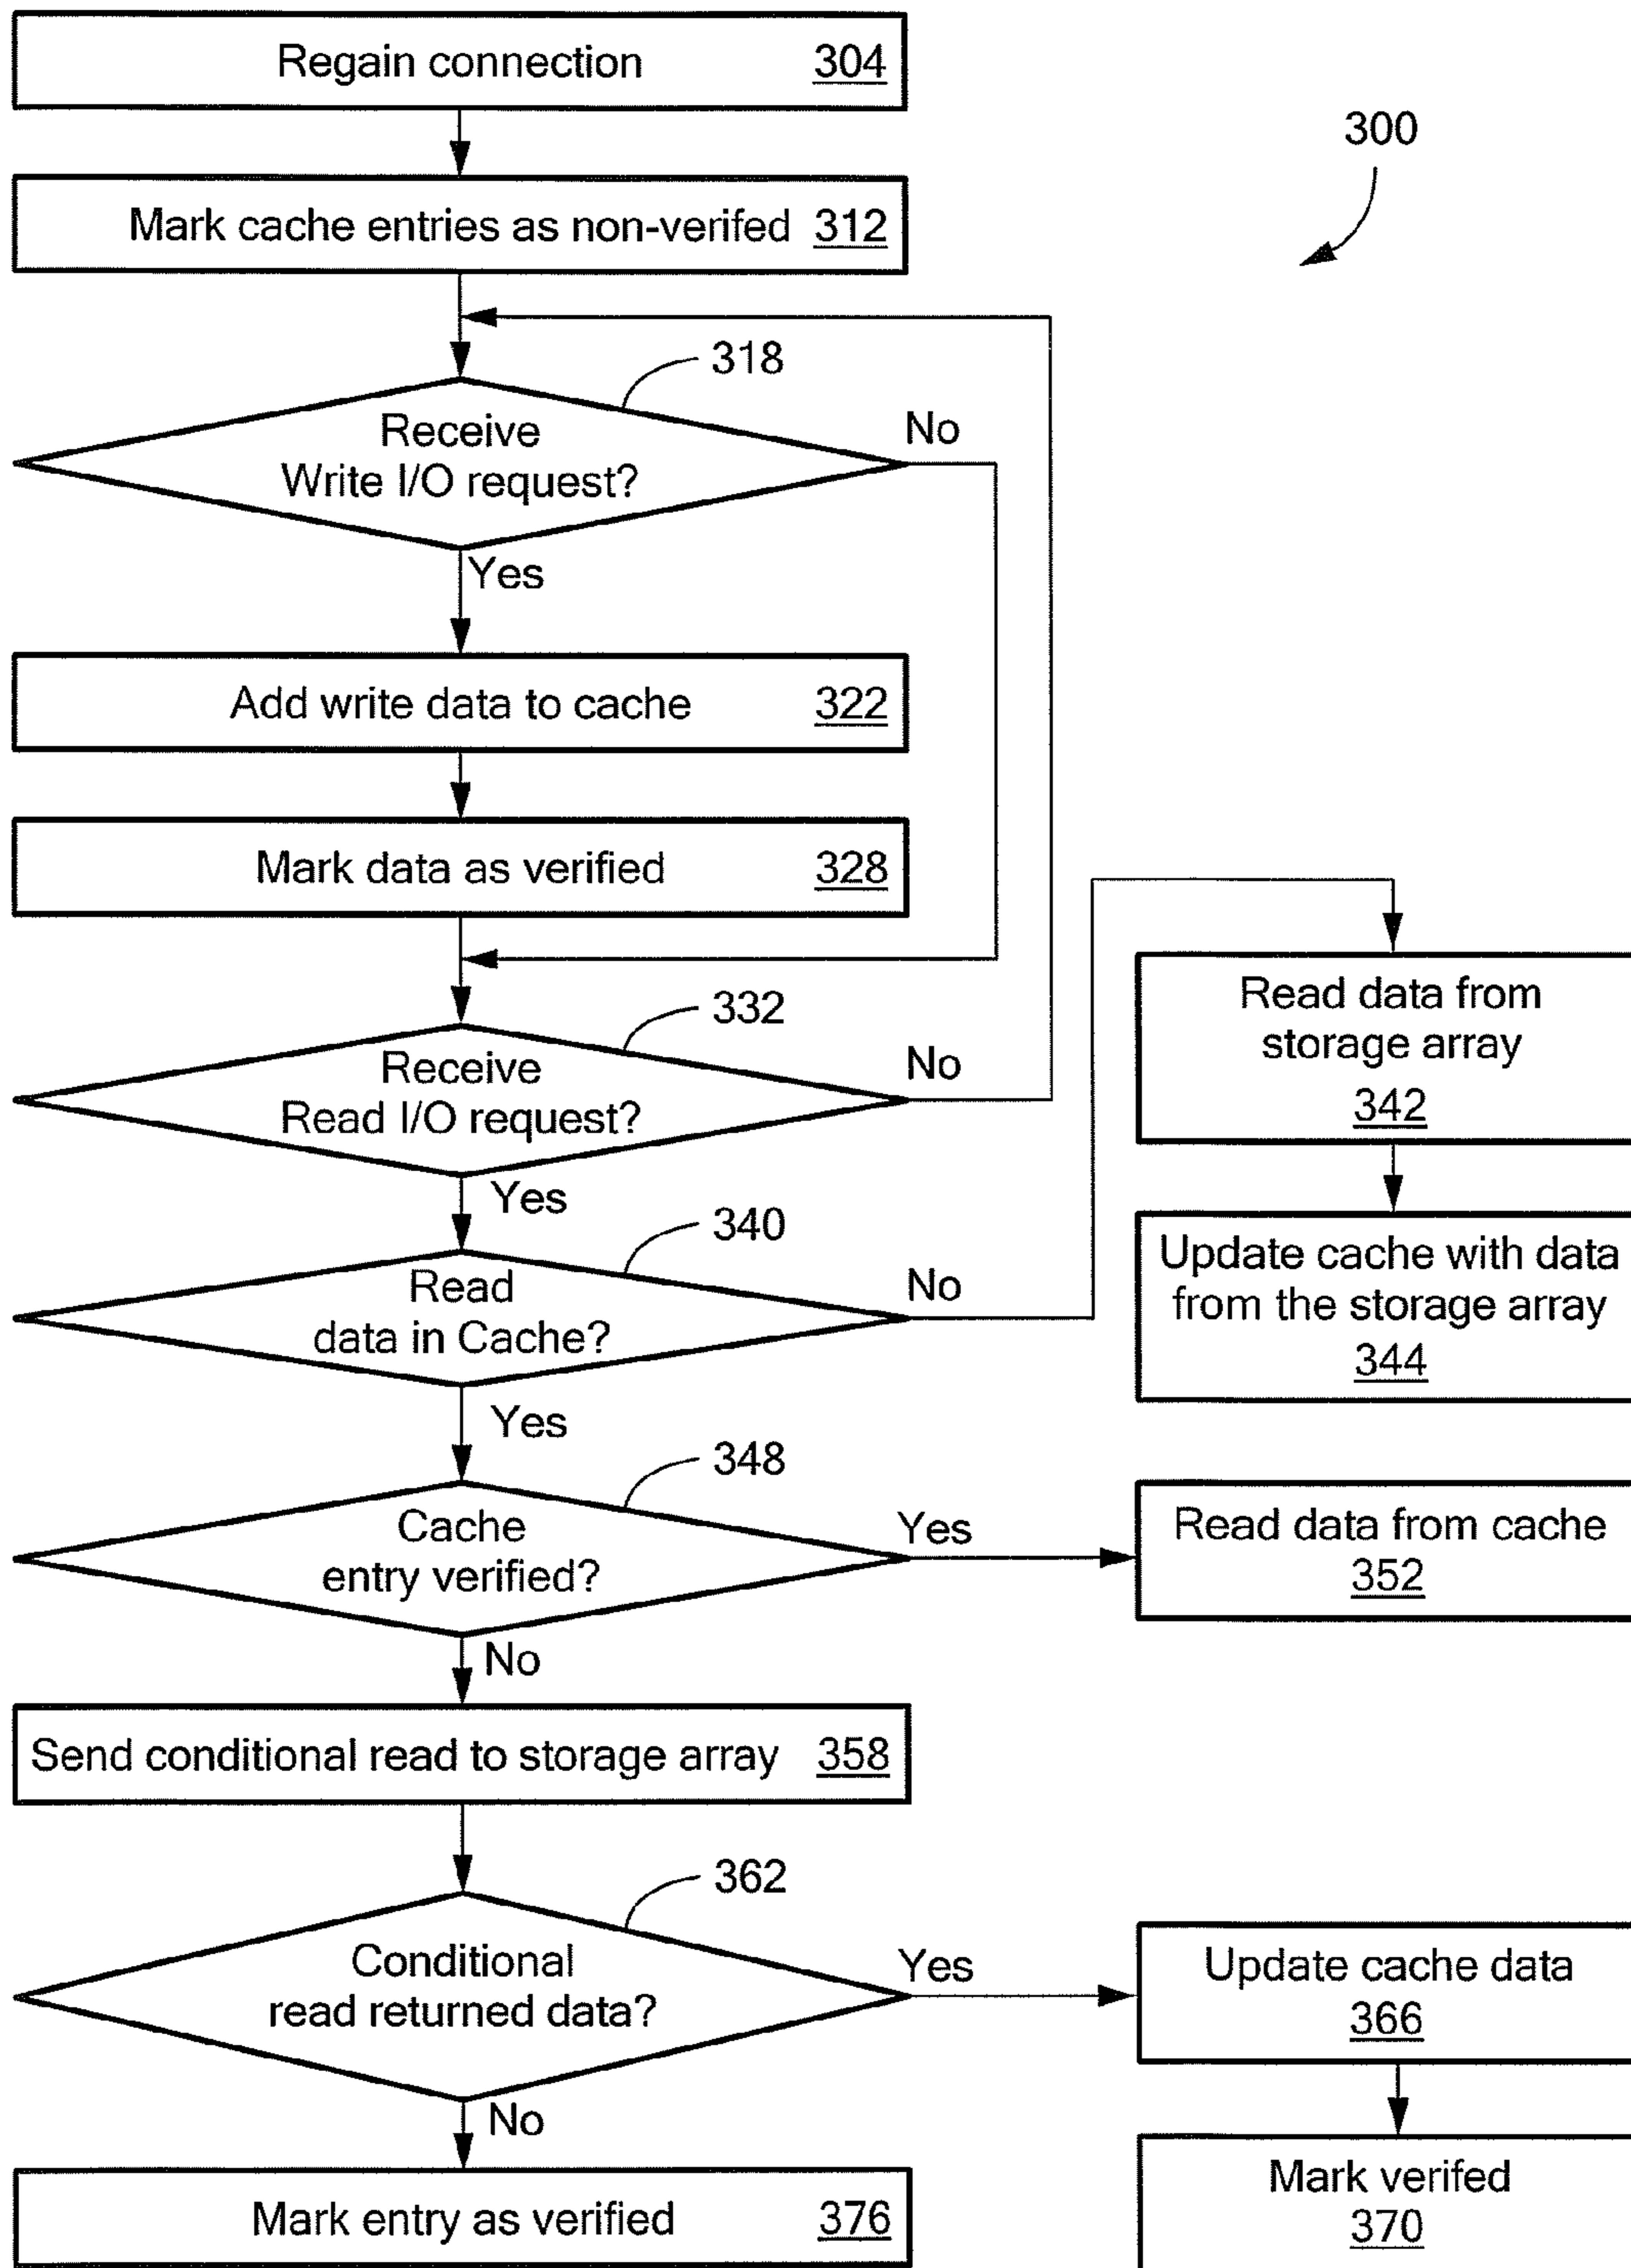 Regain connection 304
300
Mark cache entries as non-verifed 312
318
Receive
Write I/O request?
No
Yes
Add write data to cache 322
Mark data as verified 328
332
Receive
Read I/O request?
No
Yes
Read data from
storage array
342
340
Read
data in Cache?
No
Yes
Update cache with data
from the storage array
344
348
Cache
entry verified?
Yes
No
Read data from cache
352
Send conditional read to storage array 358
362
Conditional
read returned data?
Yes
No
Update cache data
366
Mark entry as verified 376
Mark verifed
370